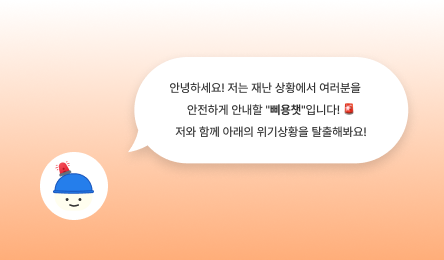 안녕하세요! 저는 재난 상황에서 여러분을
안전하게 안내할 "삐용챗"입니다! 🚨
저와 함께 아래의 위기상황을 탈출해봐요!